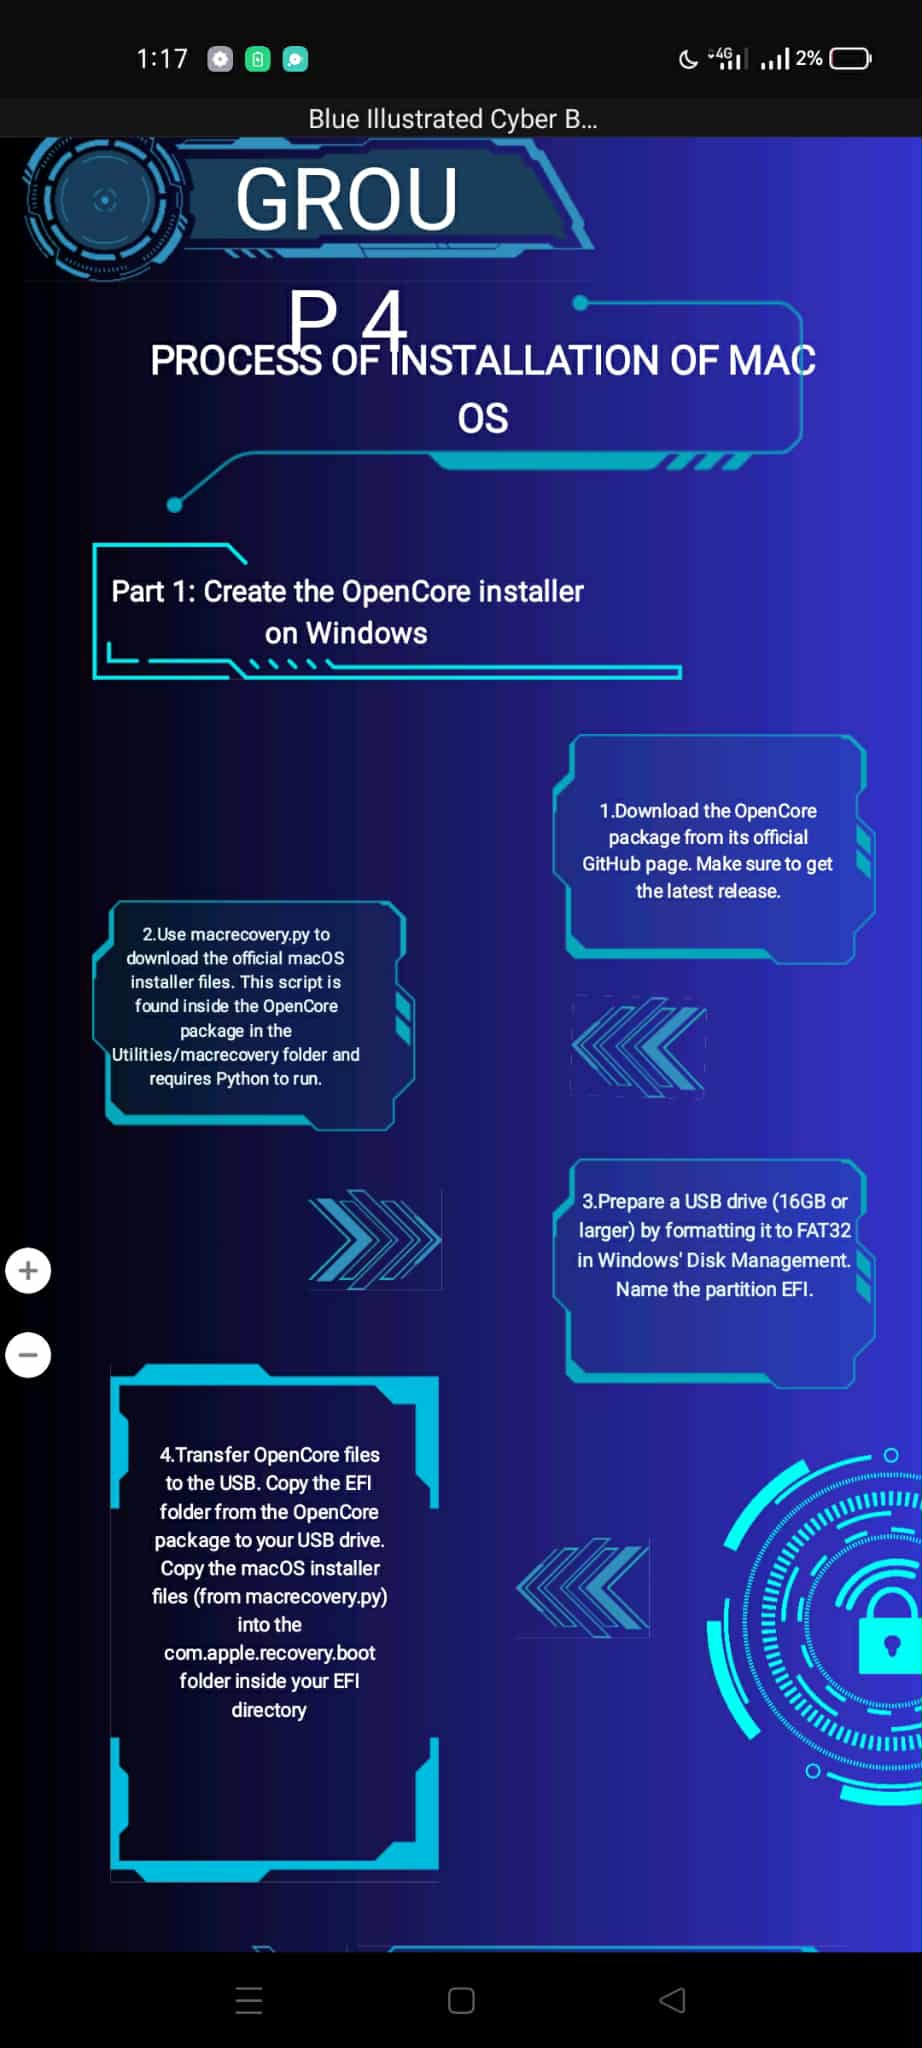 1:17
4G
2%
Blue Illustrated Cyber B...
GROU
P 4
PROCESS OF INSTALLATION OF MAC
OS
Part 1: Create the OpenCore installer
on Windows
1.Download the OpenCore
package from its official
GitHub page. Make sure to get
the latest release.
2.Use macrecovery.py to
download the official macOS
installer files. This script is
found inside the OpenCore
package in the
Utilities/macrecovery folder and
requires Python to run.
3.Prepare a USB drive (16GB or
larger) by formatting it to FAT32
in Windows' Disk Management.
Name the partition EFI.
4.Transfer OpenCore files
to the USB. Copy the EFI
folder from the OpenCore
package to your USB drive.
Copy the macOS installer
files (from macrecovery.py)
into the
com.apple.recovery.boot
folder inside your EFI
directory